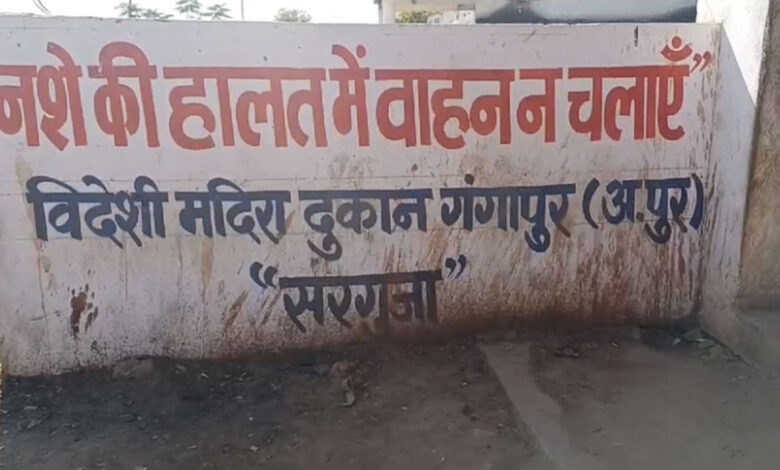 नशे की हालत में वाहन न चलाएँ"
विदेशी मदिरा दुकान गंगापुर (अ.पुर)
"सरगुजा"